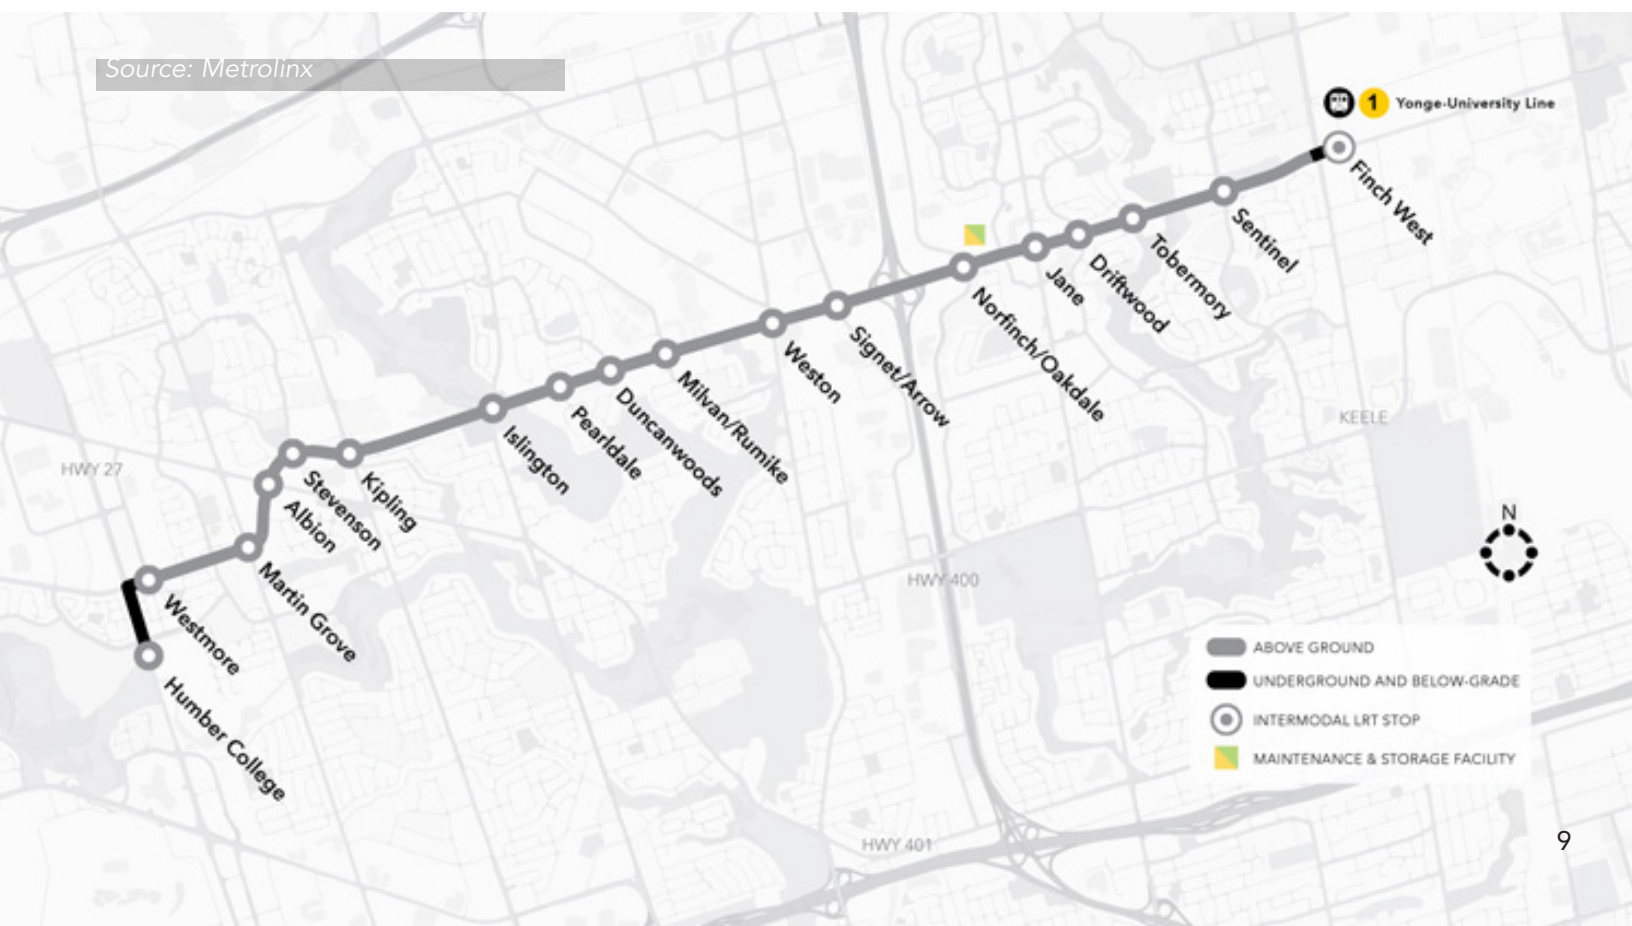 Source: Metrolinx
1 Yonge-University Line
Finch West
Sentinel
Tobermory
Driftwood
Jane
Norfinch/Oakdale
Signet/Arrow
Weston
Milvan/Rumike
Duncanwoods
Pearldale
Islington
Kipling
Stevenson
Albion
Martin Grove
Westmore
Humber College
HWY 27
KEELE
HWY 400
HWY 401
N
ABOVE GROUND
UNDERGROUND AND BELOW-GRADE
INTERMODAL LRT STOP
MAINTENANCE & STORAGE FACILITY
9